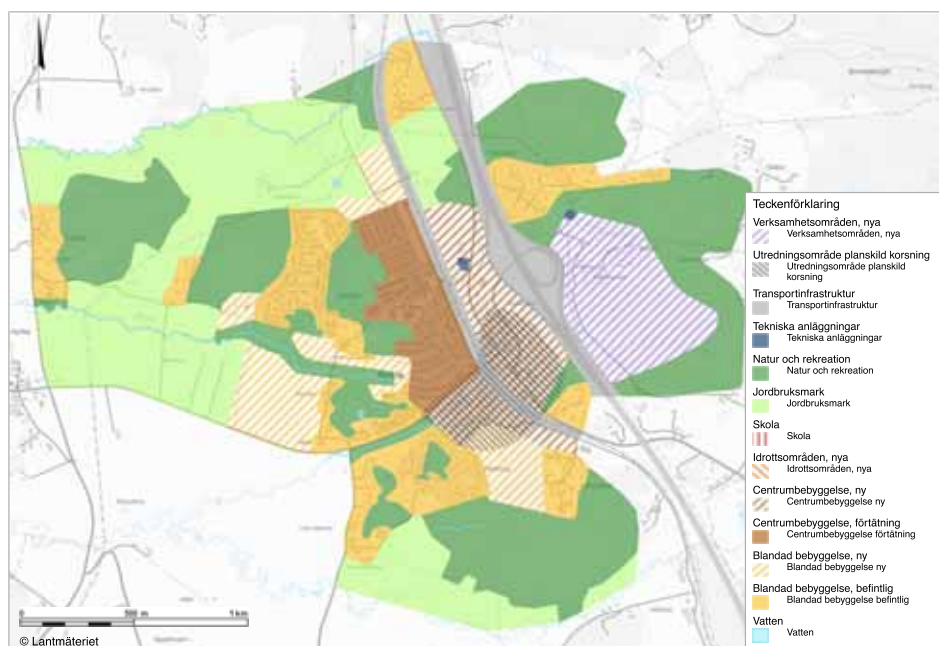 Teckenförklaring
Verksamhetsområden, nya
Verksamhetsområden, nya
Utredningsområde planskild korsning
Utredningsområde planskild
korsning
Transportinfrastruktur
Transportinfrastruktur
Tekniska anläggningar
Tekniska anläggningar
Natur och rekreation
Natur och rekreation
Jordbruksmark
Jordbruksmark
Skola
Skola
Idrottsområden, nya
Idrottsområden, nya
Centrumbebyggelse, ny
Centrumbebyggelse ny
Centrumbebyggelse, förtätning
Centrumbebyggelse förtätning
Blandad bebyggelse, ny
Blandad bebyggelse ny
Blandad bebyggelse, befintlig
Blandad bebyggelse befintlig
Vatten
Vatten
0 500 m 1 km
© Lantmäteriet